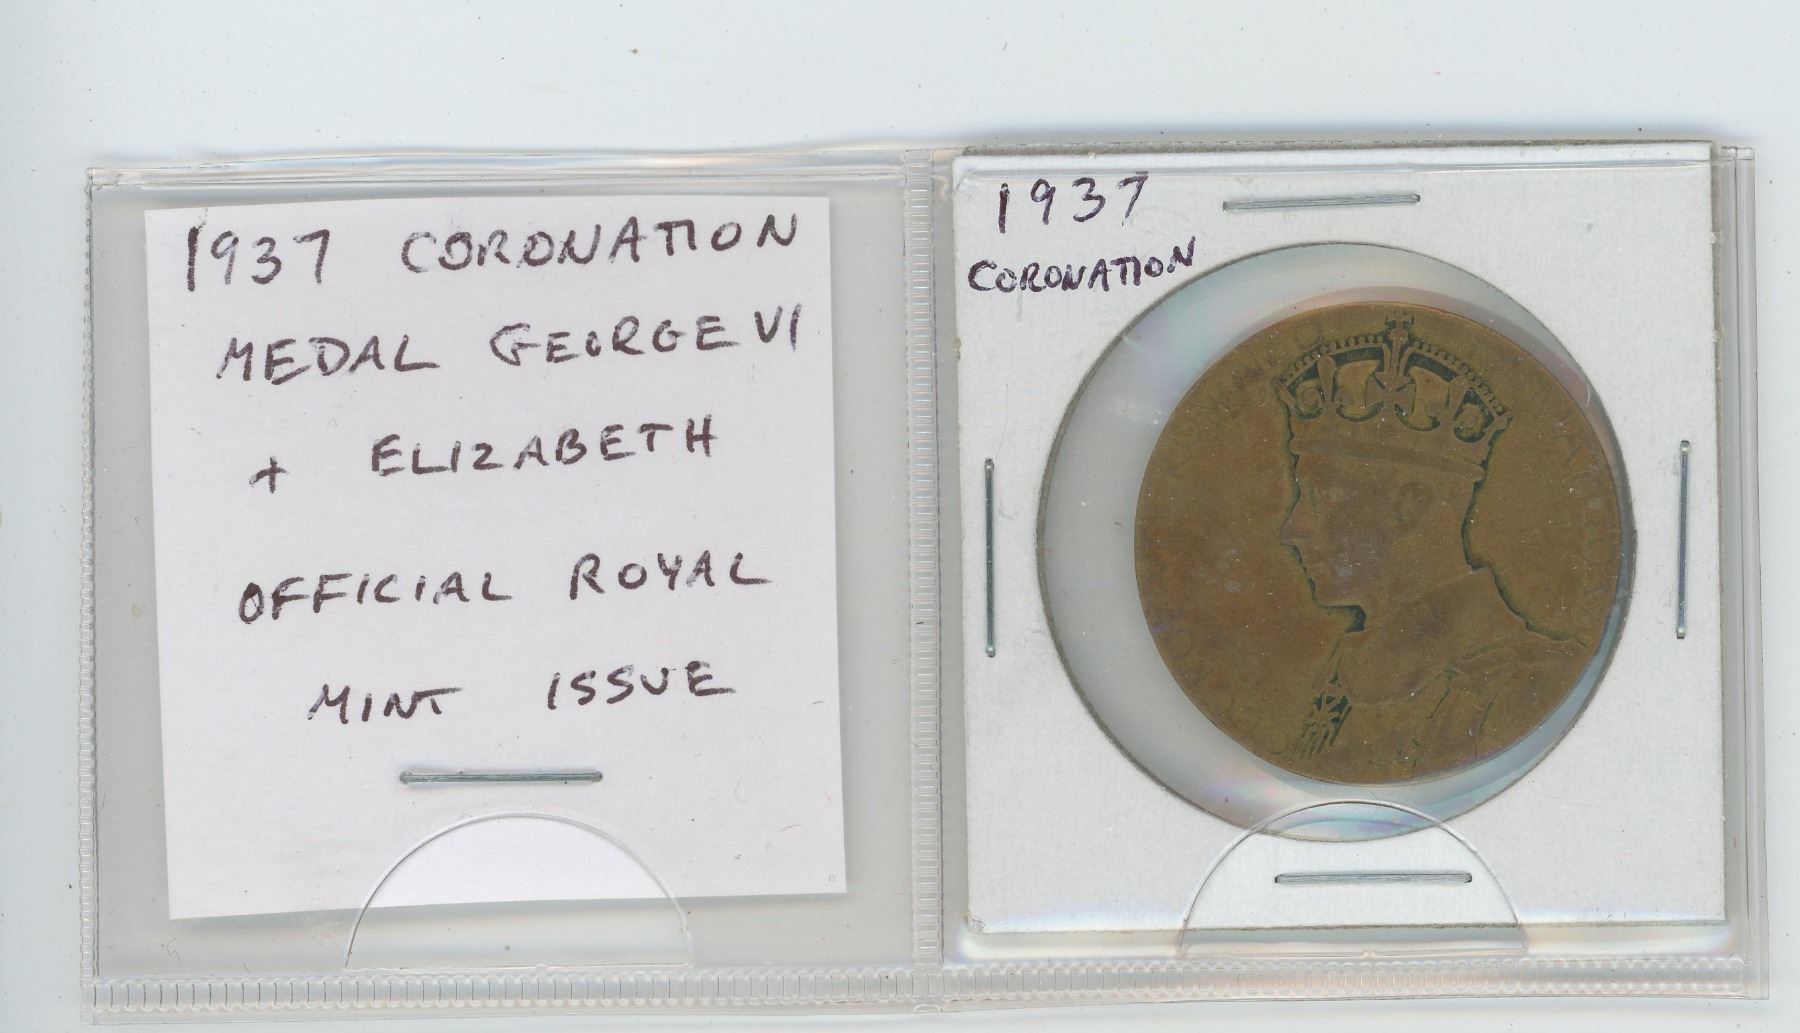 1937 CORONATION
MEDAL GEORGE VI
+ ELIZABETH
OFFICIAL ROYAL
MINT ISSUE
1937
CORONATION